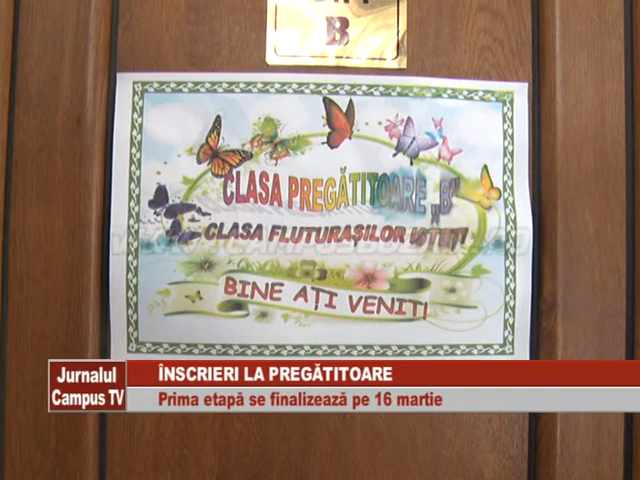 B
CLASA PREGĂTITOARE „B”
CLASA FLUTURAȘILOR ISTEȚI
BINE AȚI VENIT!
Jurnalul
Campus TV
ÎNSCRIERI LA PREGĂTITOARE
Prima etapă se finalizează pe 16 martie